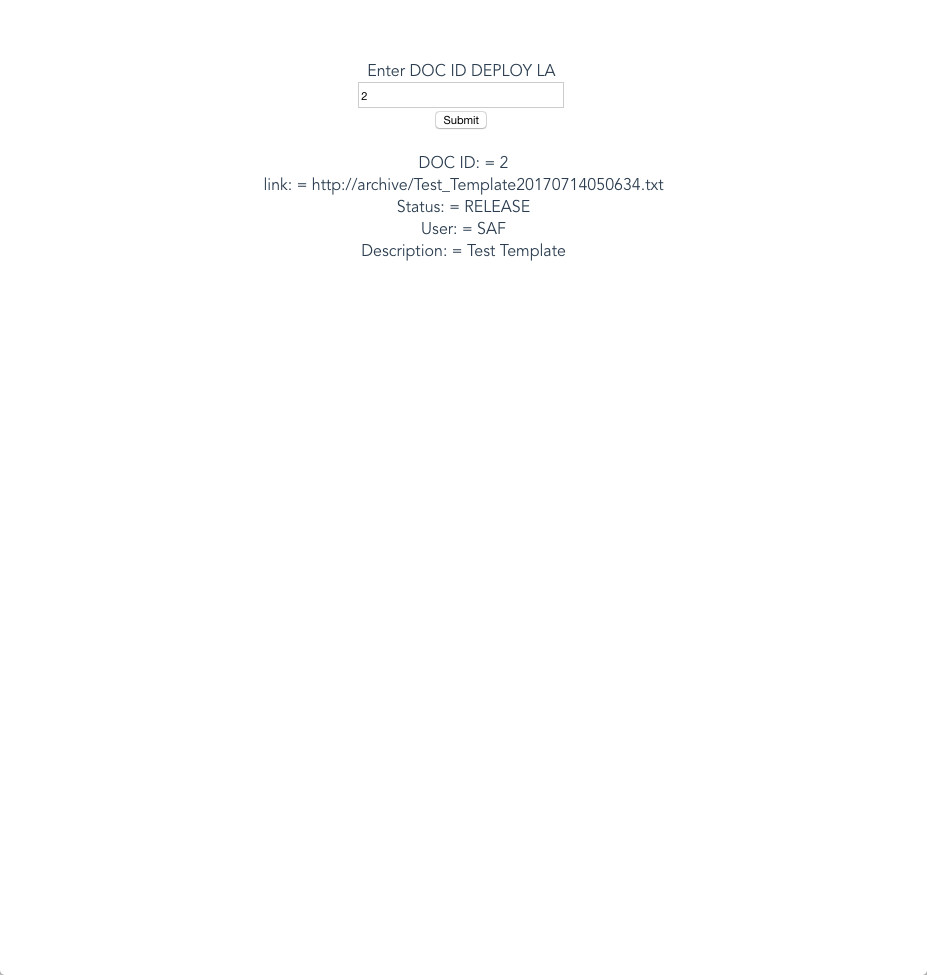 Enter DOC ID DEPLOY LA
2
Submit
DOC ID: = 2
link: = http://archive/Test_Template20170714050634.txt
Status: = RELEASE
User: = SAF
Description: = Test Template